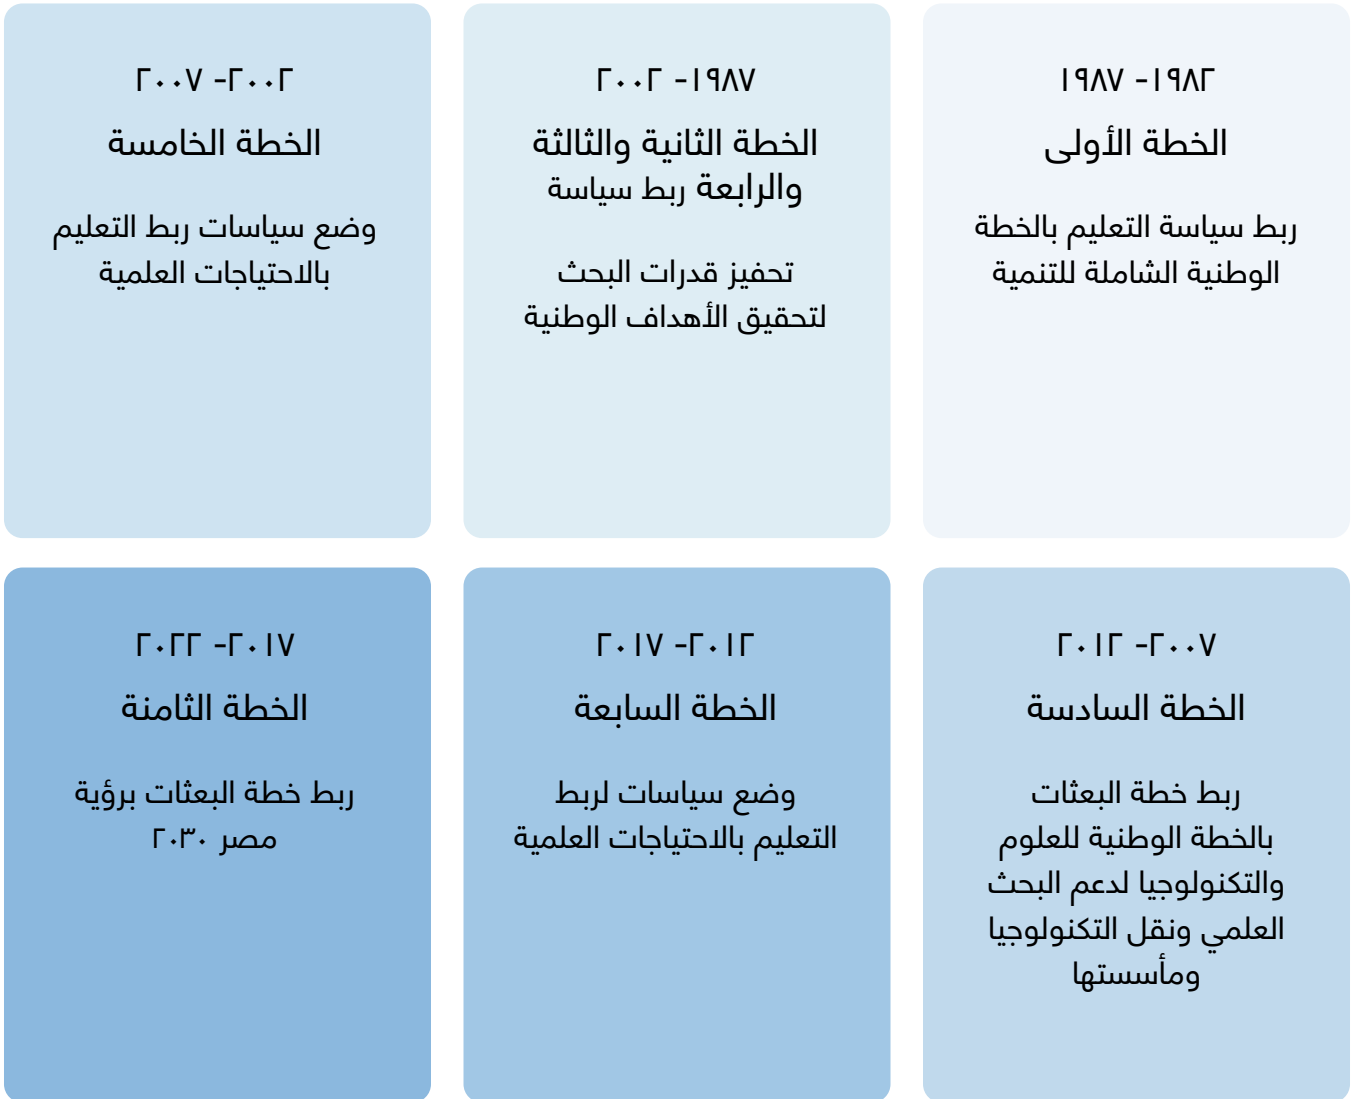 ١٩٨٢- ١٩٨٧
الخطة الأولى
ربط سياسة التعليم بالخطة
الوطنية الشاملة للتنمية
١٩٨٧- ٢٠٠٢
الخطة الثانية والثالثة
والرابعة ربط سياسة
تحفيز قدرات البحث
لتحقيق الأهداف الوطنية
٢٠٠٢- ٢٠٠٧
الخطة الخامسة
وضع سياسات ربط التعليم
بالاحتياجات العلمية
٢٠٠٧- ٢٠١٢
الخطة السادسة
ربط خطة البعثات
بالخطة الوطنية للعلوم
والتكنولوجيا لدعم البحث
العلمي ونقل التكنولوجيا
ومأسستها
٢٠١٢- ٢٠١٧
الخطة السابعة
وضع سياسات لربط
التعليم بالاحتياجات العلمية
٢٠١٧- ٢٠٢٢
الخطة الثامنة
ربط خطة البعثات برؤية
مصر ٢٠٣٠